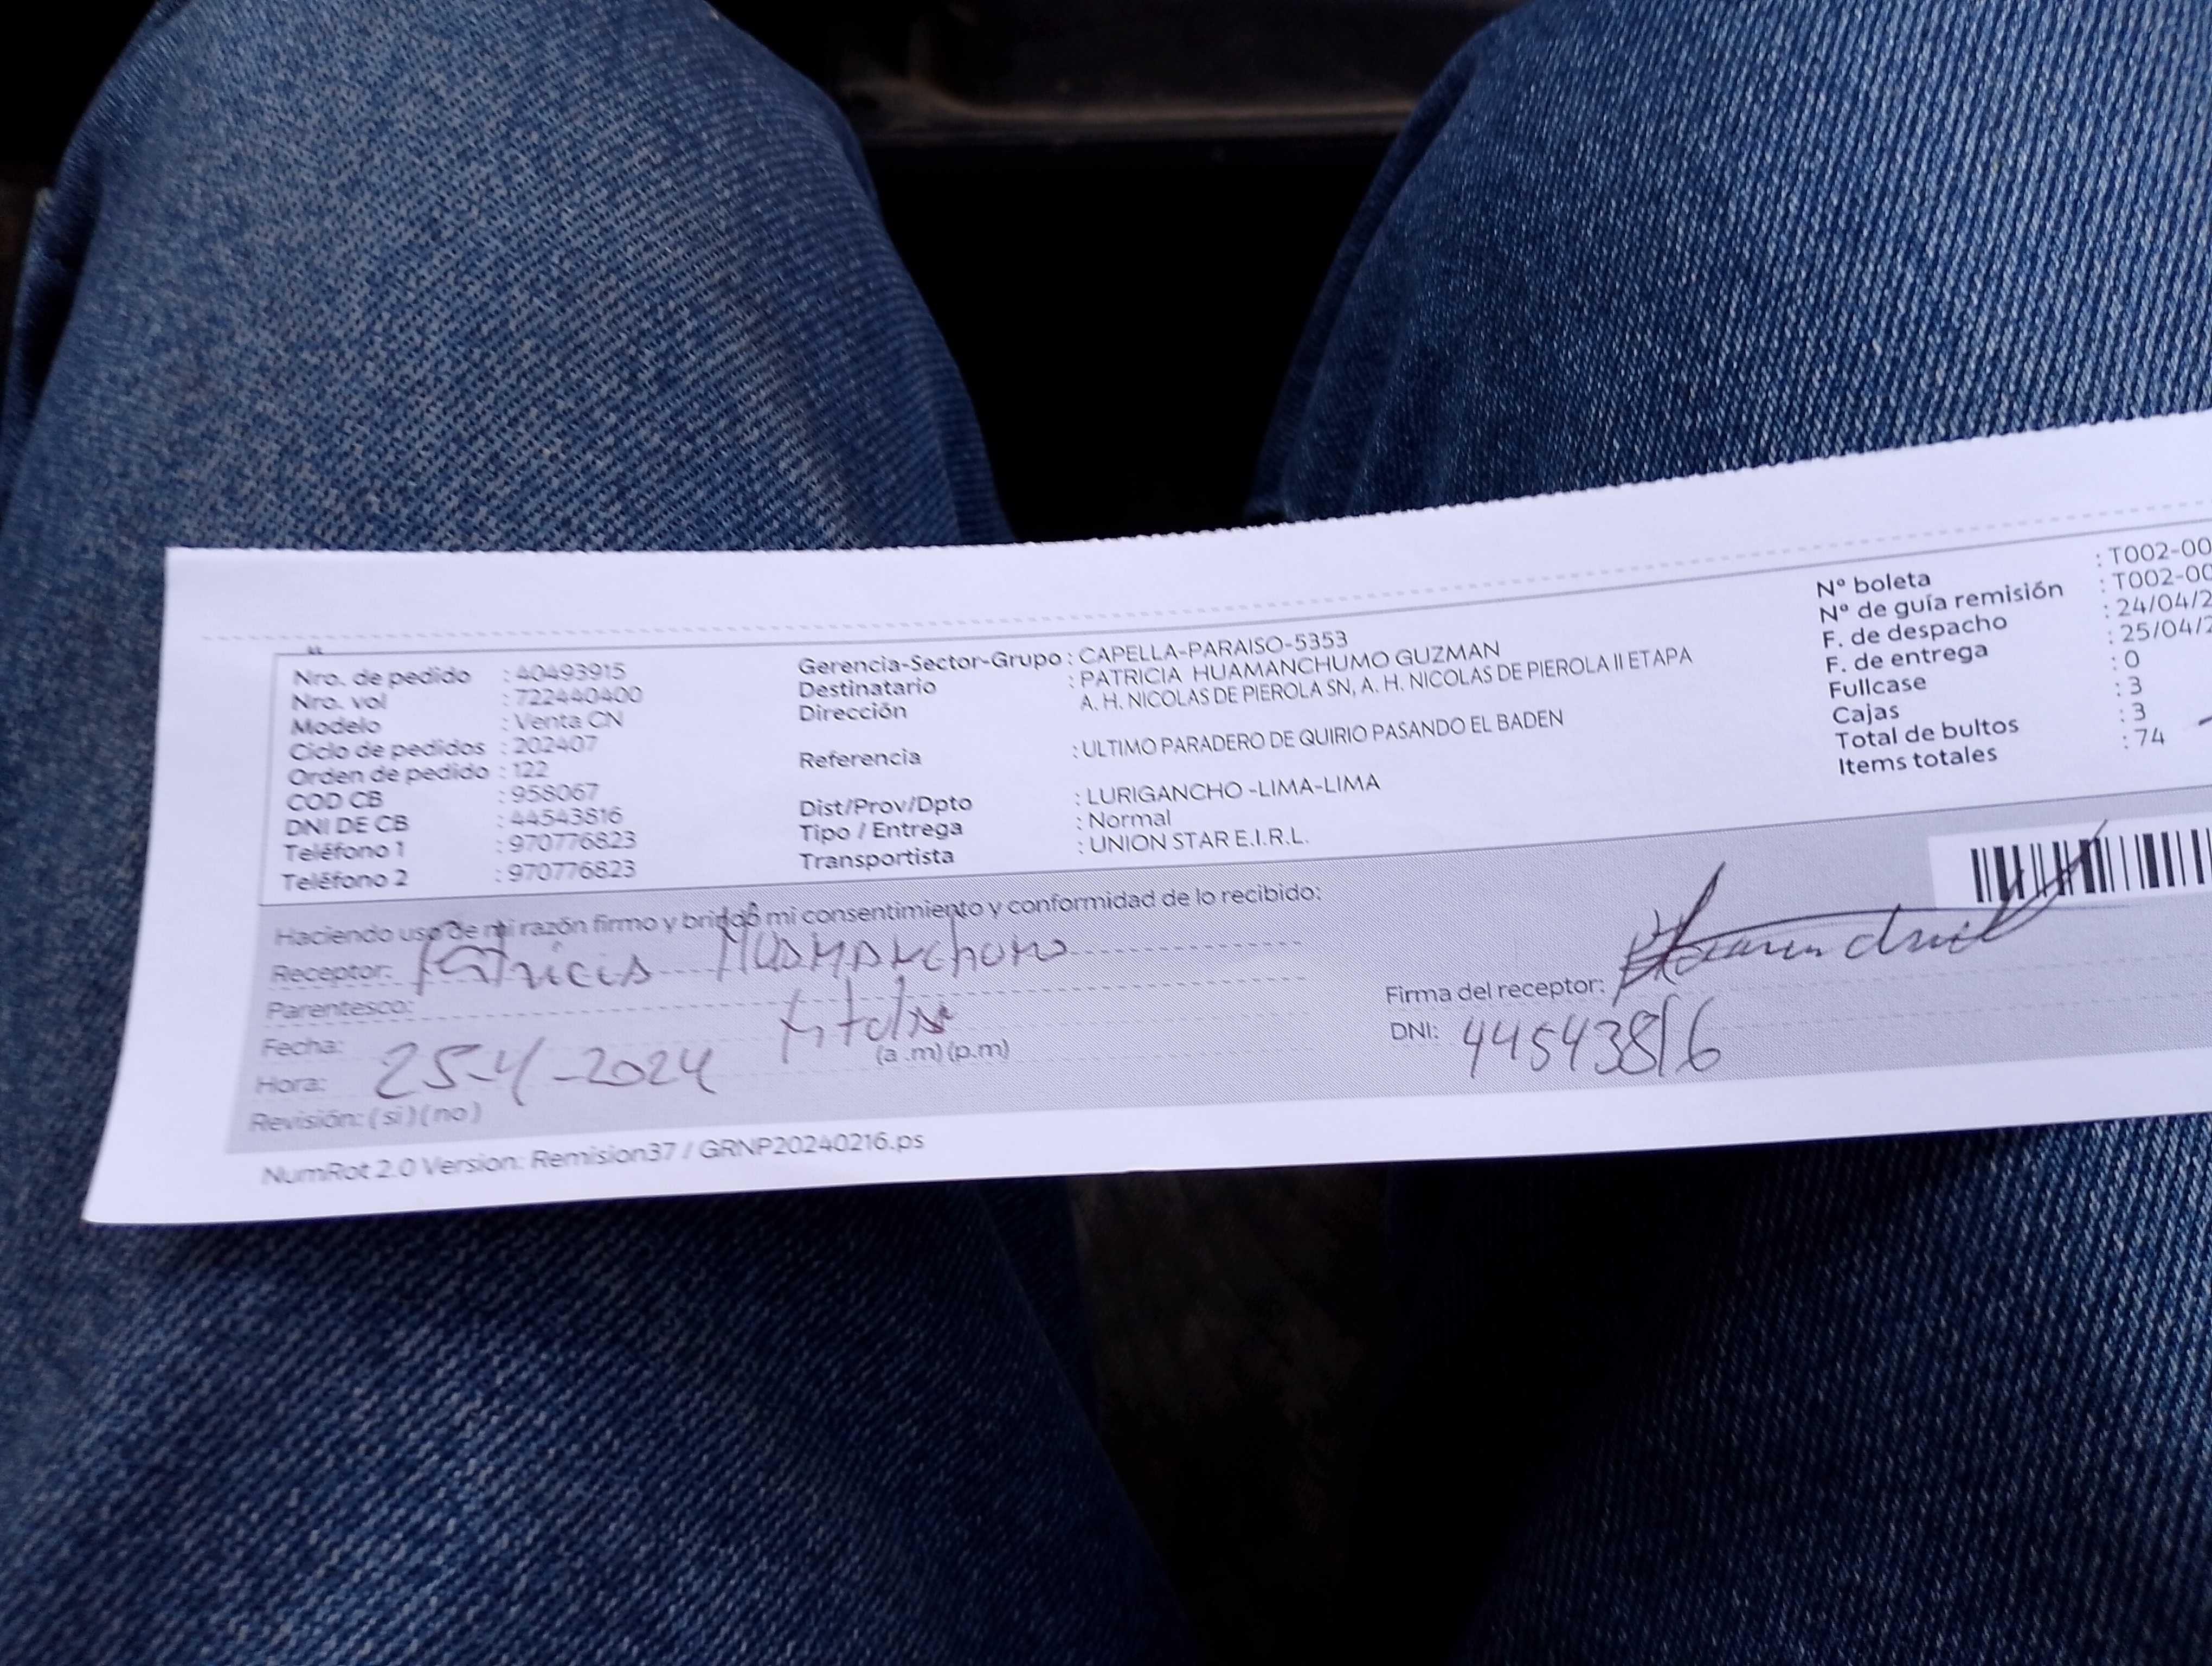 Nro. de pedido : 40493915
Nro. vol : 722440400
Modelo : Venta CN
Ciclo de pedidos : 202407
Orden de pedido : 122
COD CB : 958067
DNI DE CB : 44543816
Teléfono 1 : 970776823
Teléfono 2 : 970776823
Gerencia-Sector-Grupo : CAPELLA-PARAISO-5353
Destinatario : PATRICIA HUAMANCHUMO GUZMAN
Dirección A. H. NICOLAS DE PIEROLA SN, A. H. NICOLAS DE PIEROLA II ETAPA
Referencia : ULTIMO PARADERO DE QUIRIO PASANDO EL BADEN
Dist/Prov/Dpto : LURIGANCHO -LIMA-LIMA
Tipo / Entrega : Normal
Transportista : UNION STAR E.I.R.L.
N° boleta : T002-00
N° de guía remisión : T002-00
F. de despacho : 24/04/2
F. de entrega : 25/04/2
Fullcase : 0
Cajas : 3
Total de bultos : 3
Items totales : 74
Haciendo uso de mi razón firmo y brindo mi consentimiento y conformidad de lo recibido:
Receptor: Patricia Huamanchumo
Parentesco: titular
Fecha: 25-4-2024
Hora: (a .m) (p.m)
Revisión: ( si ) ( no )
Firma del receptor:
DNI: 44543816
NumRot 2.0 Version: Remision37 / GRNP20240216.ps